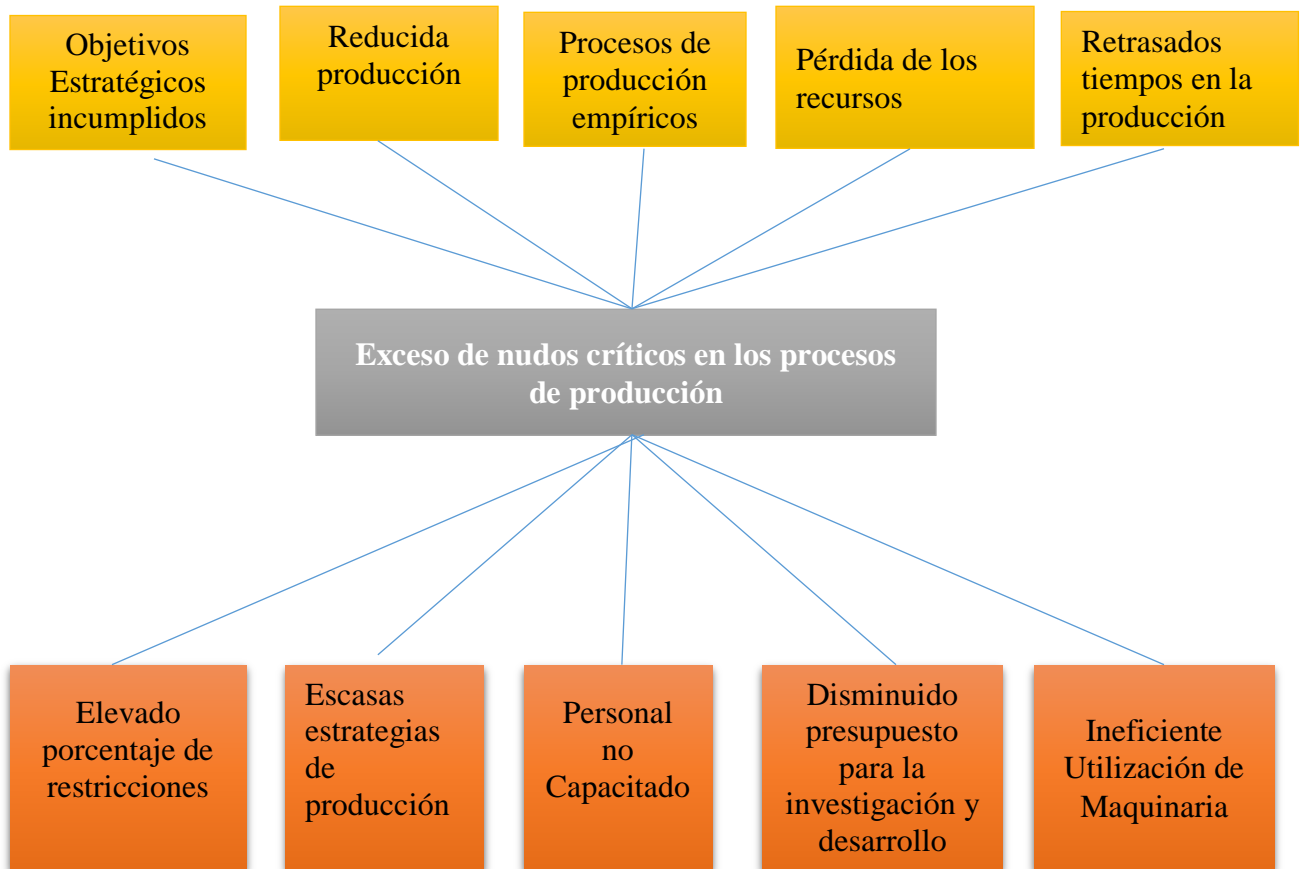 Objetivos
Estratégicos
incumplidos
Reducida
producción
Procesos de
producción
empíricos
Pérdida de los
recursos
Retrasados
tiempos en la
producción
Exceso de nudos críticos en los procesos
de producción
Elevado
porcentaje de
restricciones
Escasas
estrategias
de
producción
Personal
no
Capacitado
Disminuido
presupuesto
para la
investigación y
desarrollo
Ineficiente
Utilización de
Maquinaria